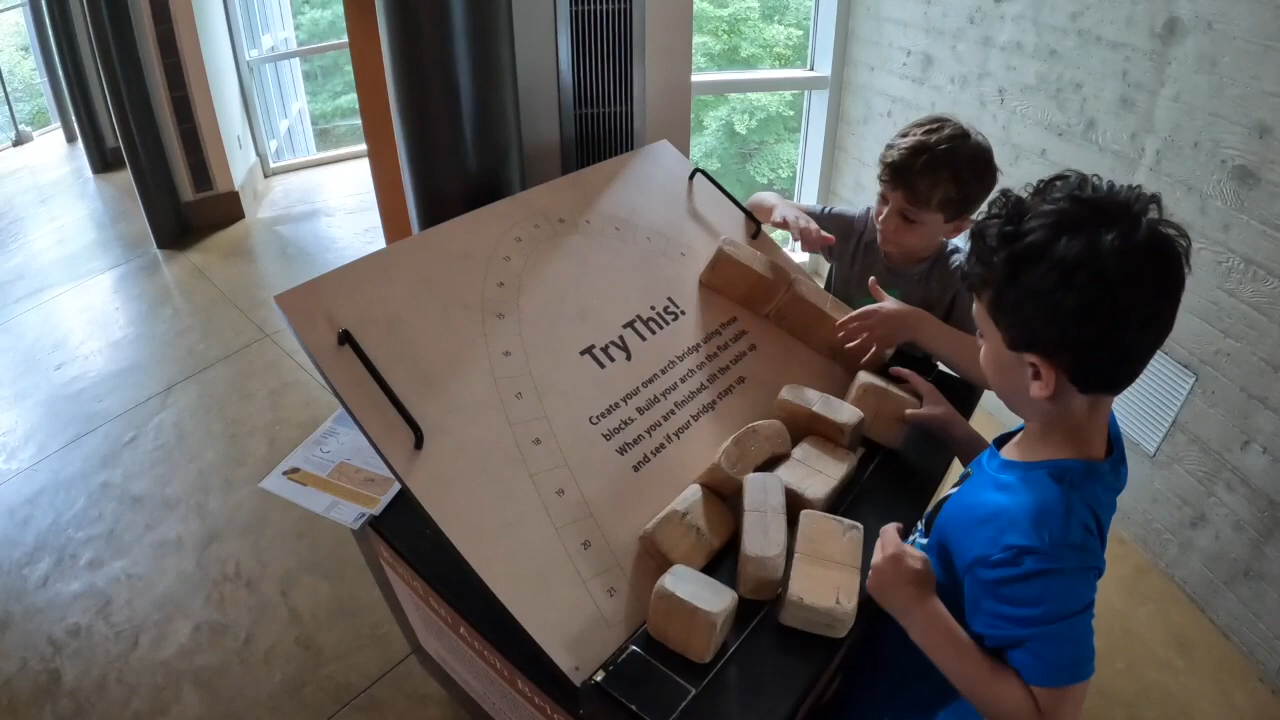 Try This!
Create your own arch bridge using these
blocks. Build your arch on the flat table.
When you are finished, tilt the table up
and see if your bridge stays up.
12
13
14
15
16
17
18
19
20
21